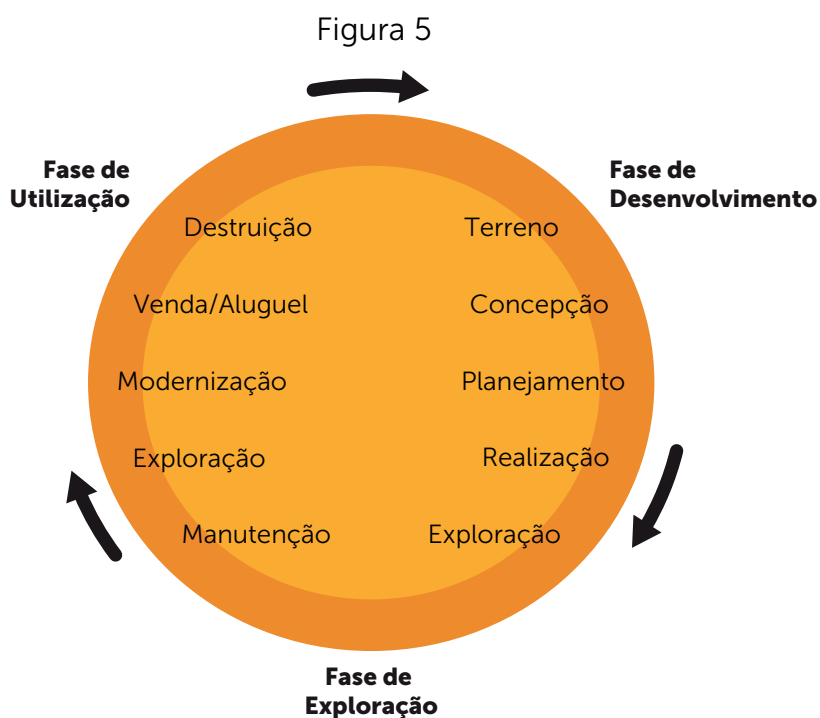 Figura 5
Fase de
Utilização
Fase de
Desenvolvimento
Destruição
Terreno
Venda/Aluguel
Concepção
Modernização
Planejamento
Exploração
Realização
Manutenção
Exploração
Fase de
Exploração